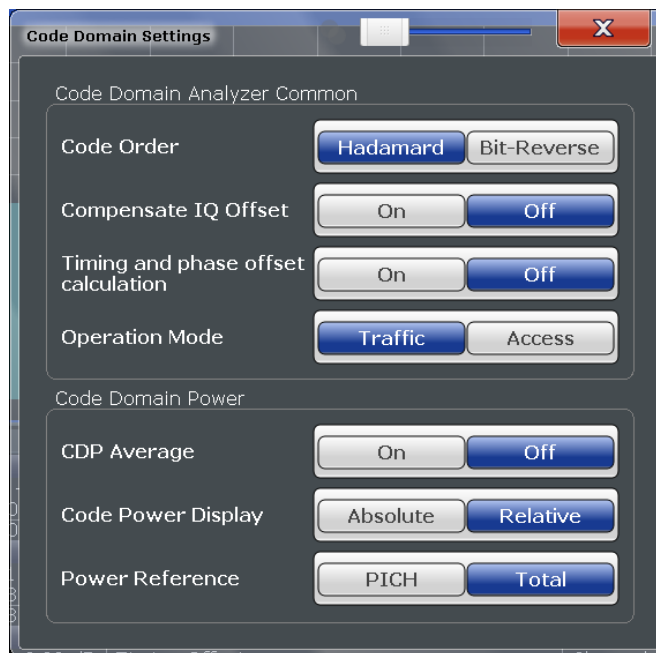 Code Domain Settings
X
Code Domain Analyzer Common
Code Order Hadamard Bit-Reverse
Compensate IQ Offset On Off
Timing and phase offset
calculation On Off
Operation Mode Traffic Access
Code Domain Power
CDP Average On Off
Code Power Display Absolute Relative
Power Reference PICH Total